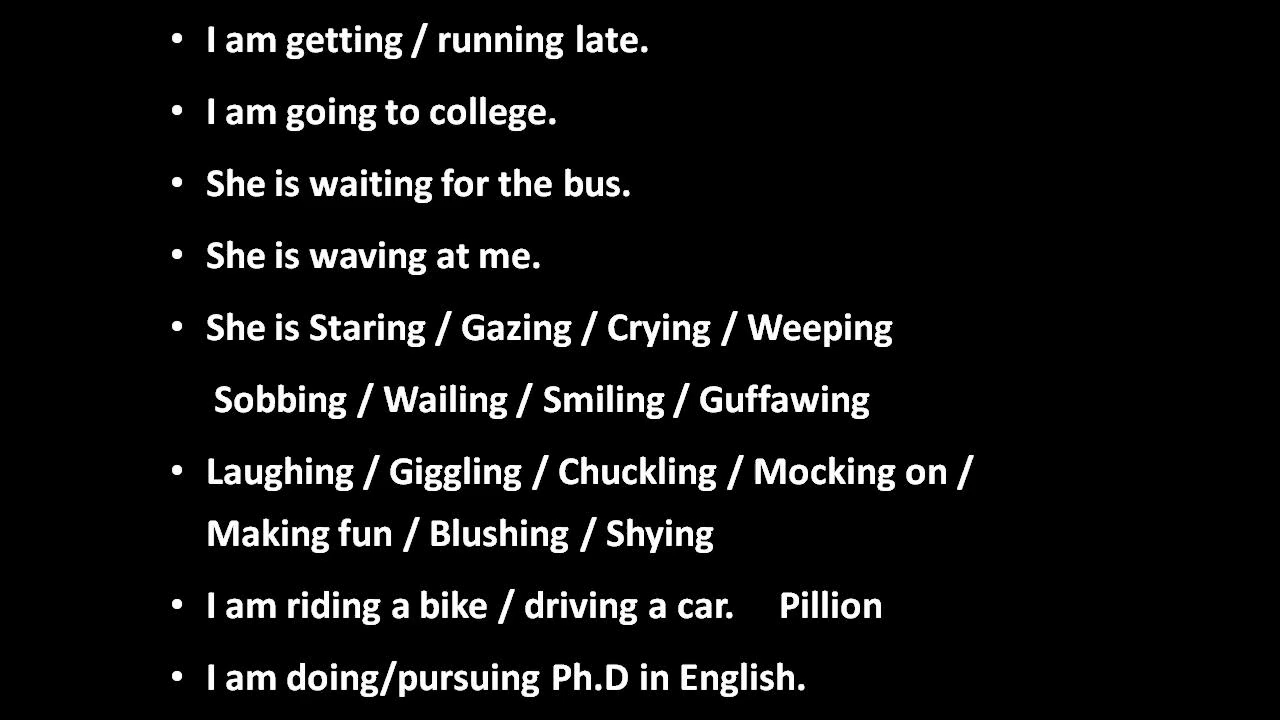 • I am getting / running late.
• I am going to college.
• She is waiting for the bus.
• She is waving at me.
• She is Staring / Gazing / Crying / Weeping
Sobbing / Wailing / Smiling / Guffawing
• Laughing / Giggling / Chuckling / Mocking on /
Making fun / Blushing / Shying
• I am riding a bike / driving a car. Pillion
• I am doing/pursuing Ph.D in English.